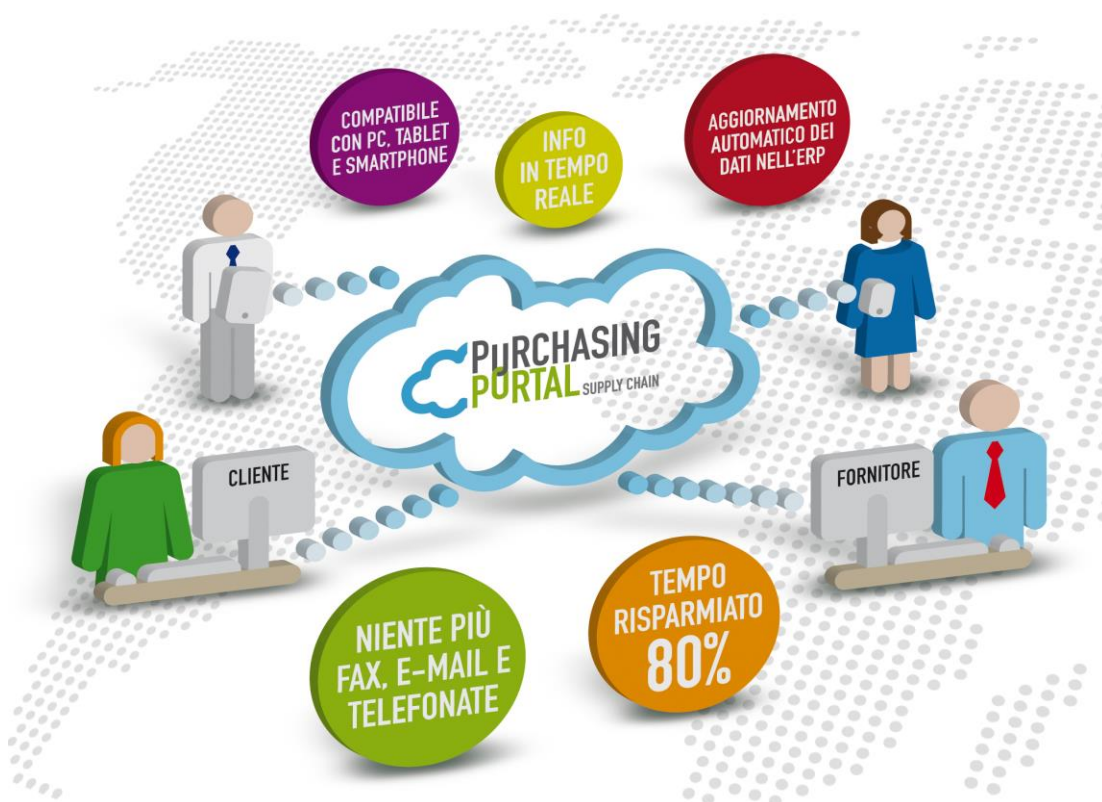 COMPATIBILE
CON PC, TABLET
E SMARTPHONE
INFO
IN TEMPO
REALE
AGGIORNAMENTO
AUTOMATICO DEI
DATI NELL'ERP
PURCHASING
PORTAL SUPPLY CHAIN
CLIENTE
FORNITORE
NIENTE PIÙ
FAX, E-MAIL E
TELEFONATE
TEMPO
RISPARMIATO
80%